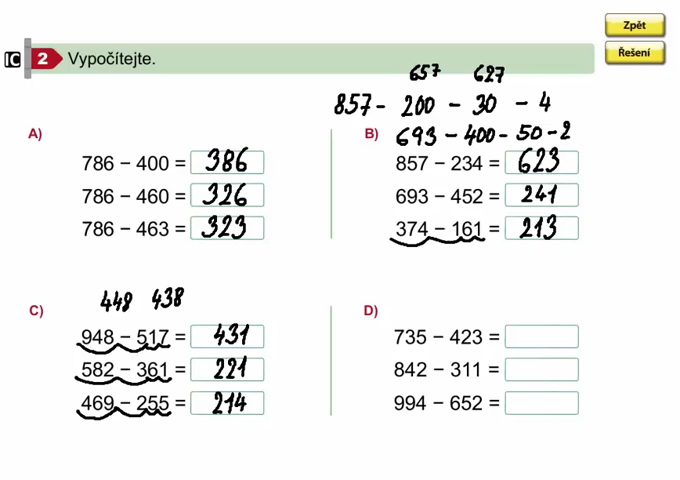 Zpět
Řešení
2 Vypočítejte.
657 627
857 - 200 - 30 - 4
693 - 400 - 50 - 2
A)
786 − 400 = 386
786 − 460 = 326
786 − 463 = 323
B)
857 − 234 = 623
693 − 452 = 241
374 − 161 = 213
C)
448 438
948 − 517 = 431
582 − 361 = 221
469 − 255 = 214
D)
735 − 423 =
842 − 311 =
994 − 652 =